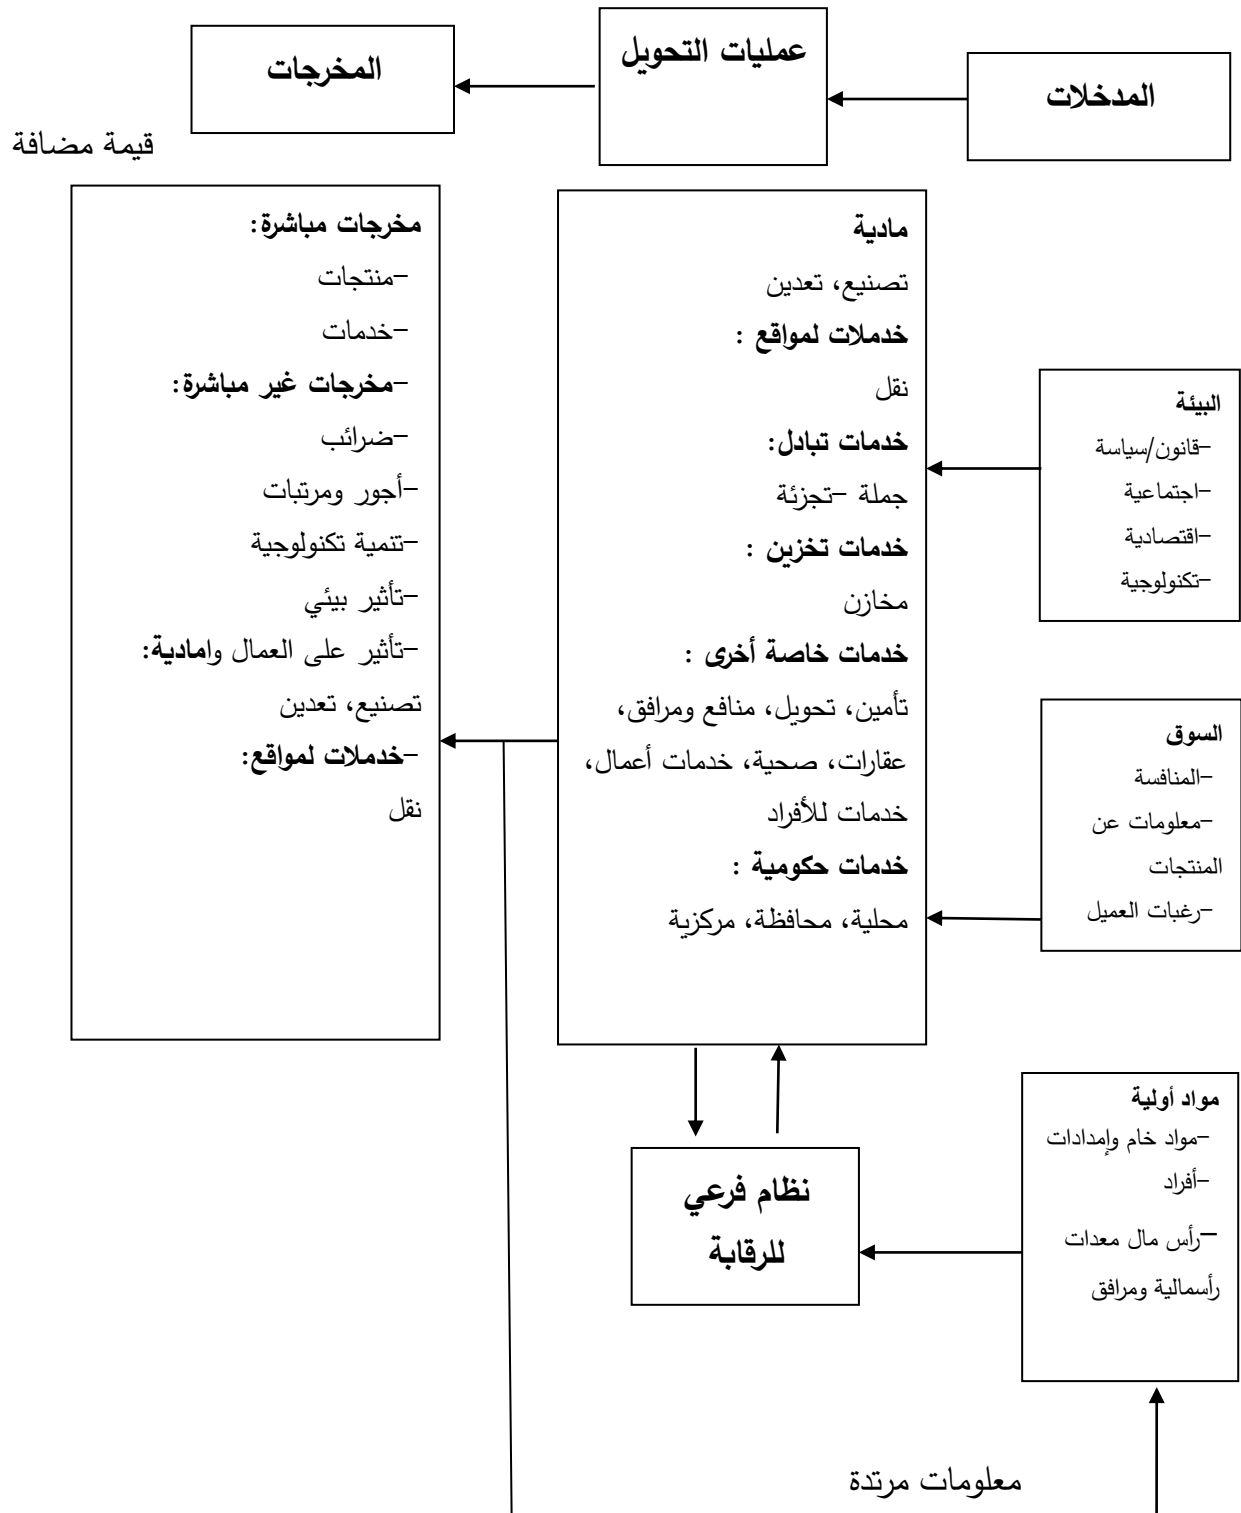 المدخلات
عمليات التحويل
المخرجات
قيمة مضافة
البيئة
-قانون/سياسة
-اجتماعية
-اقتصادية
-تكنولوجية
السوق
-المنافسة
-معلومات عن
المنتجات
-رغبات العميل
مواد أولية
-مواد خام وإمدادات
-أفراد
-رأس مال معدات
رأسمالية ومرافق
مادية
تصنيع، تعدين
خدملات لمواقع :
نقل
خدمات تبادل:
جملة -تجزئة
خدمات تخزين :
مخازن
خدمات خاصة أخرى :
تأمين، تحويل، منافع ومرافق،
عقارات، صحية، خدمات أعمال،
خدمات للأفراد
خدمات حكومية :
محلية، محافظة، مركزية
نظام فرعي
للرقابة
مخرجات مباشرة:
-منتجات
-خدمات
-مخرجات غير مباشرة:
-ضرائب
-أجور ومرتبات
-تنمية تكنولوجية
-تأثير بيئي
-تأثير على العمال وامادية:
تصنيع، تعدين
-خدملات لمواقع:
نقل
معلومات مرتدة